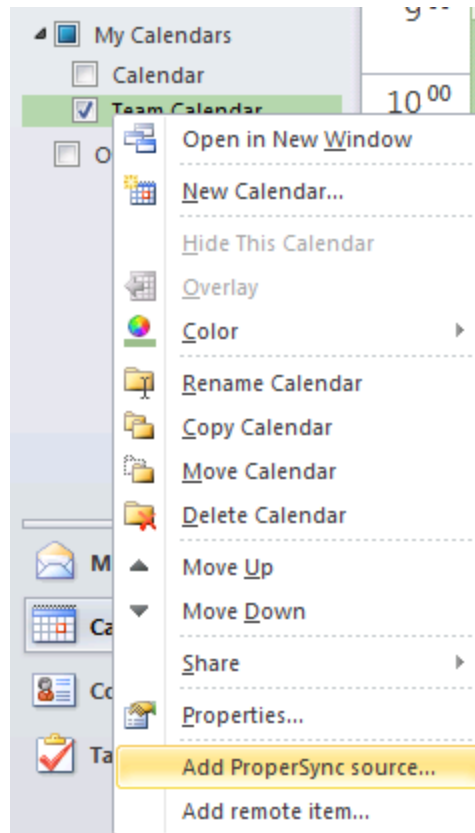 My Calendars
9
Calendar
Team Calendar
10 00
Open in New Window
New Calendar...
Hide This Calendar
Overlay
Color
Rename Calendar
Copy Calendar
Move Calendar
Delete Calendar
Move Up
Move Down
Share
Properties...
Add ProperSync source...
Add remote item...